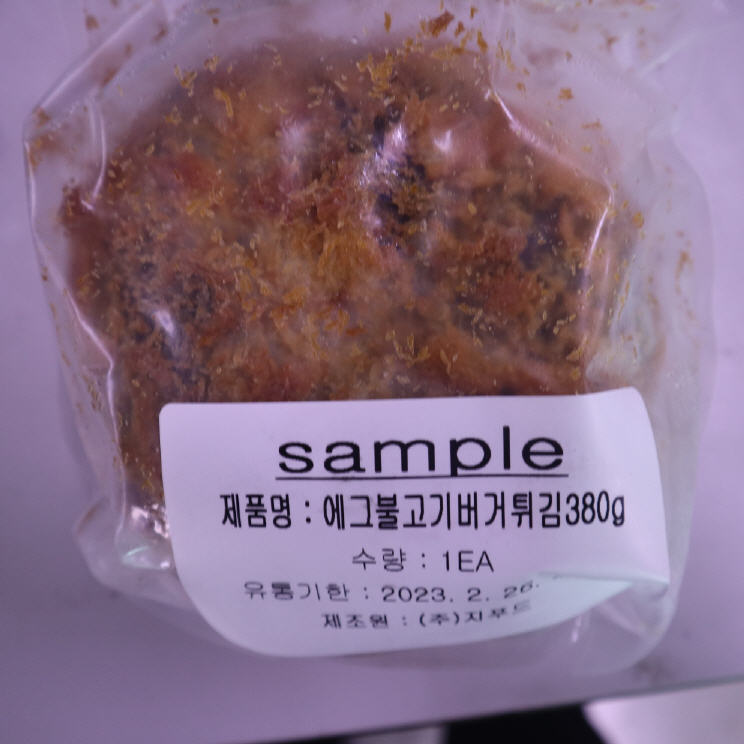 sample
제품명 : 에그불고기버거튀김380g
수량 : 1EA
유통기한 : 2023. 2. 26.
제조원 : (주)지푸드